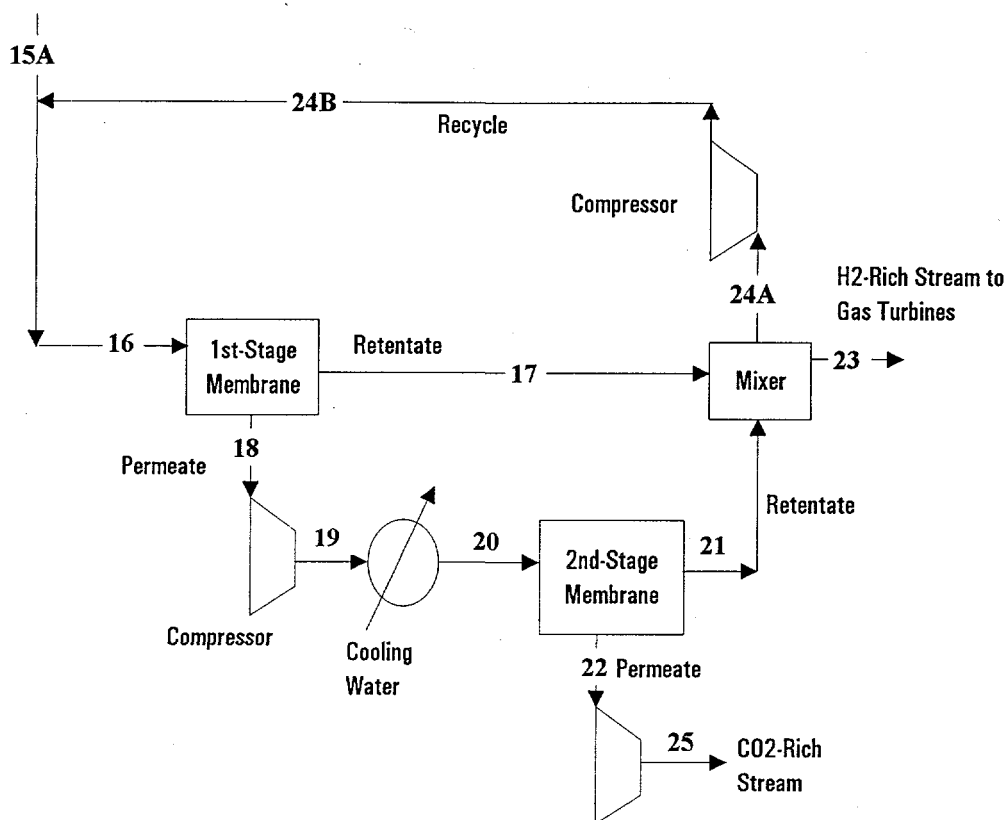 15A
24B
Recycle
Compressor
24A
H2-Rich Stream to
Gas Turbines
16
1st-Stage
Membrane
Retentate
17
Mixer
23
18
Permeate
Retentate
19
20
2nd-Stage
Membrane
21
Compressor
Cooling
Water
22 Permeate
25
CO2-Rich
Stream